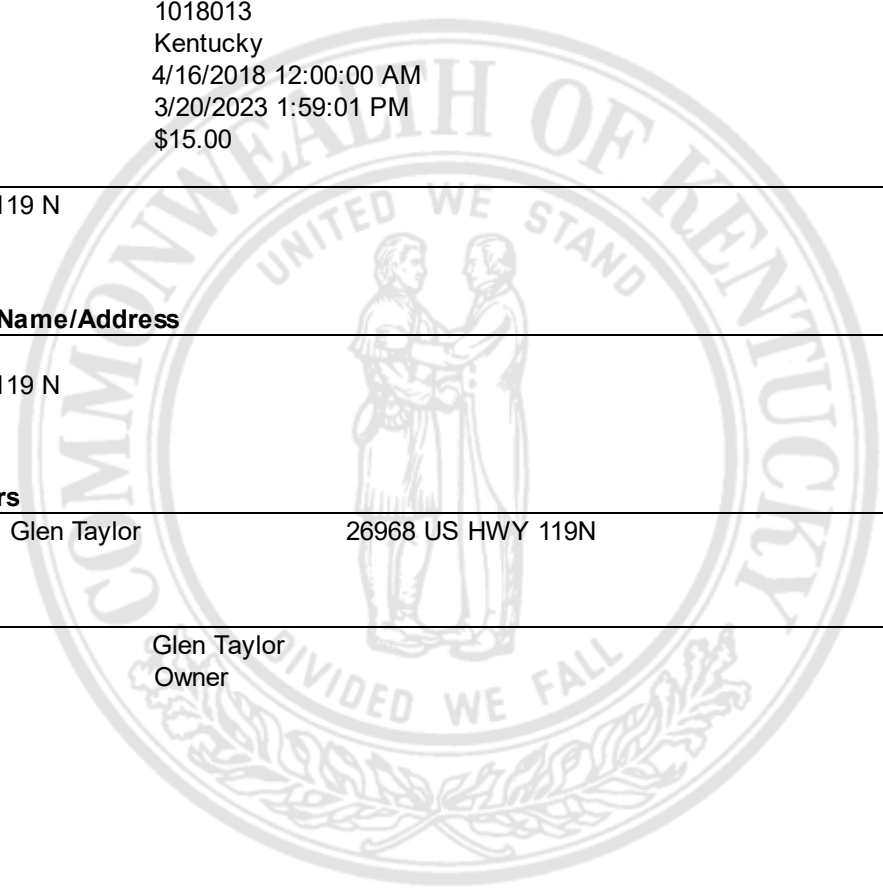 1018013
Kentucky
4/16/2018 12:00:00 AM
3/20/2023 1:59:01 PM
$15.00
119 N
Name/Address
119 N
rs
Glen Taylor 26968 US HWY 119N
Glen Taylor
Owner
COMMONWEALTH OF KENTUCKY
UNITED WE STAND
DIVIDED WE FALL